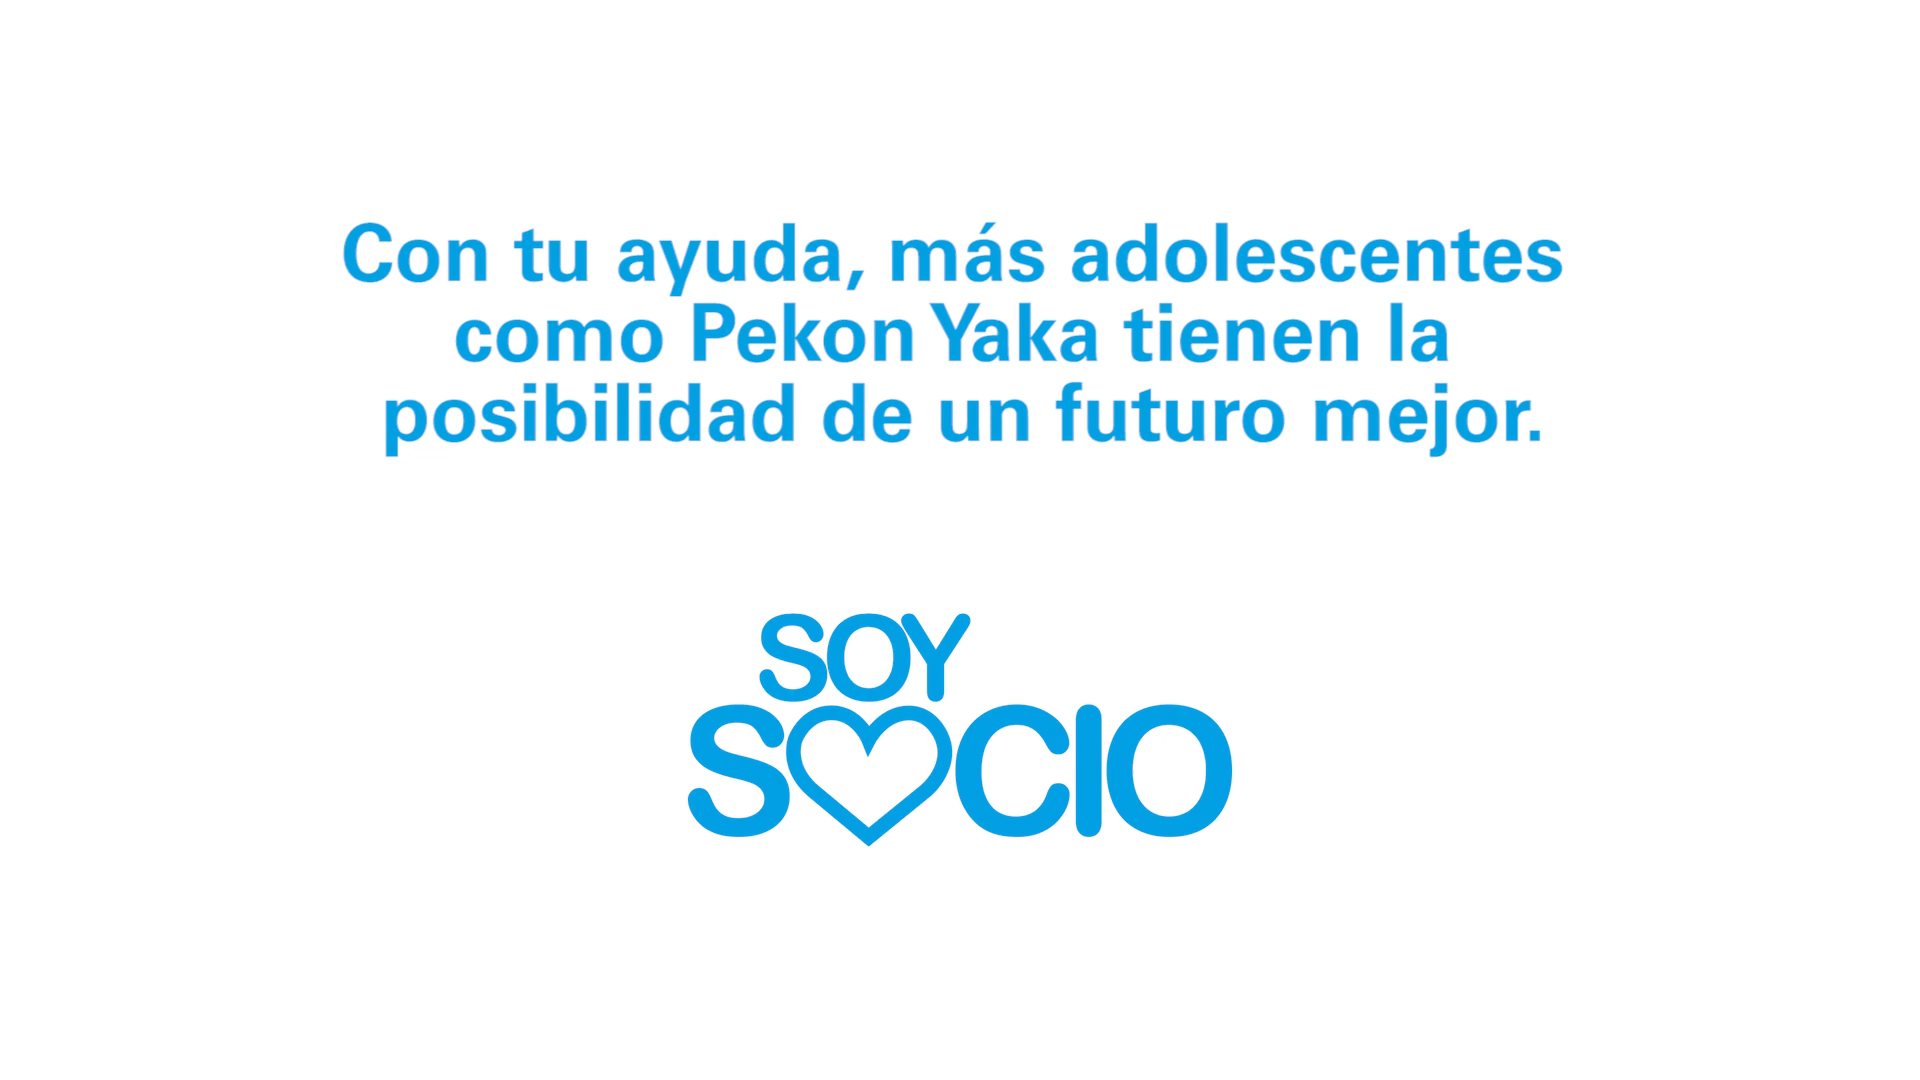 Con tu ayuda, más adolescentes
como Pekon Yaka tienen la
posibilidad de un futuro mejor.
SOY
SOCIO